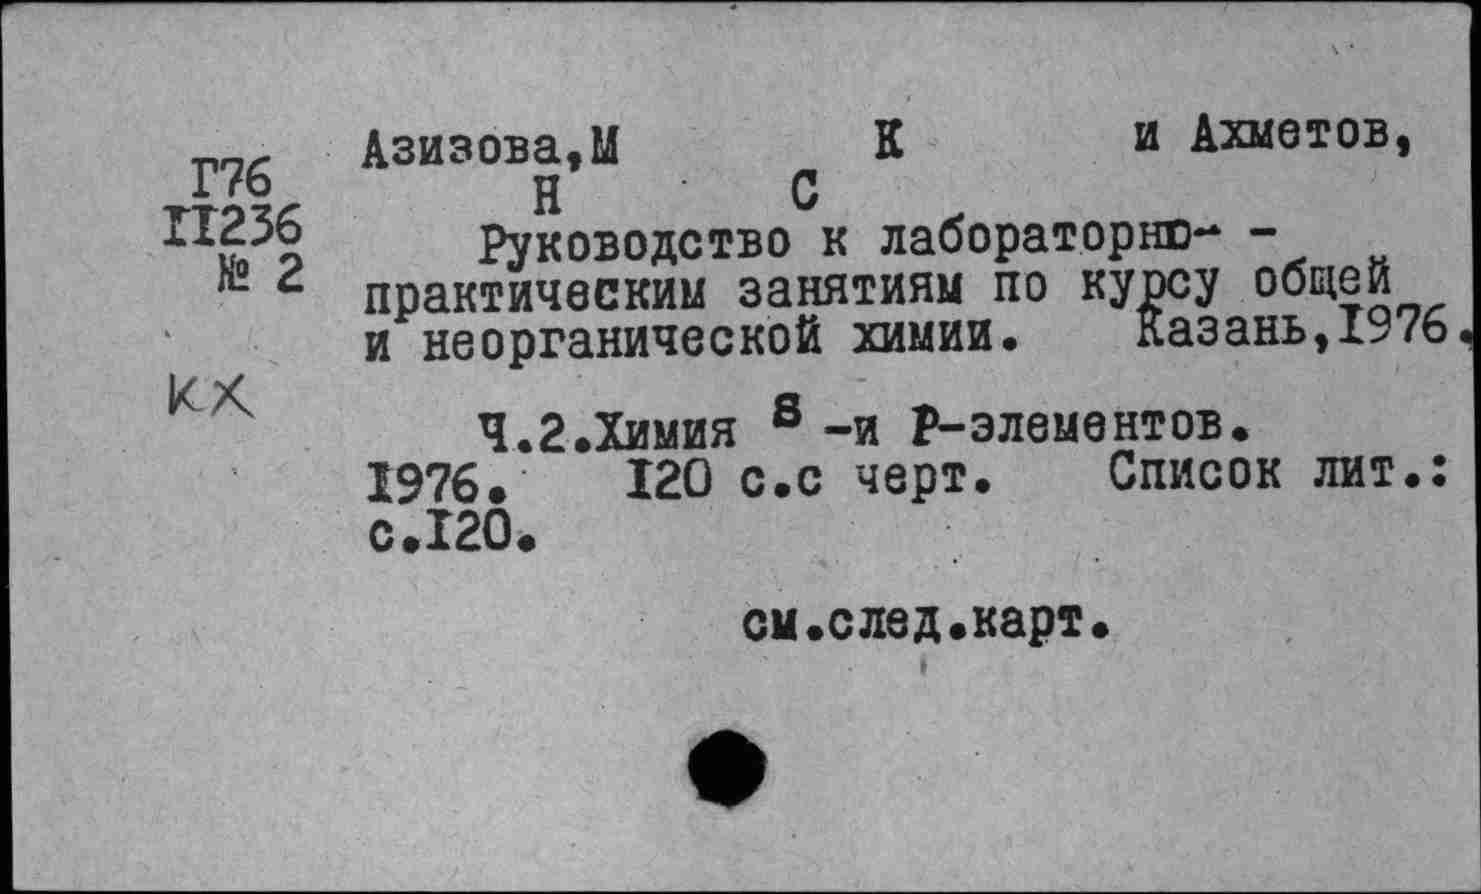 Азизова,М К и Ахметов,
Н С
Г76
П236
№ 2
Руководство к лабораторно- -
практическим занятиям по курсу общей
и неорганической химии. Казань,1976.
кх
Ч.2.Химия s -и Р-элементов.
1976. 120 с.с черт. Список лит.:
с.120.
см.след.карт.